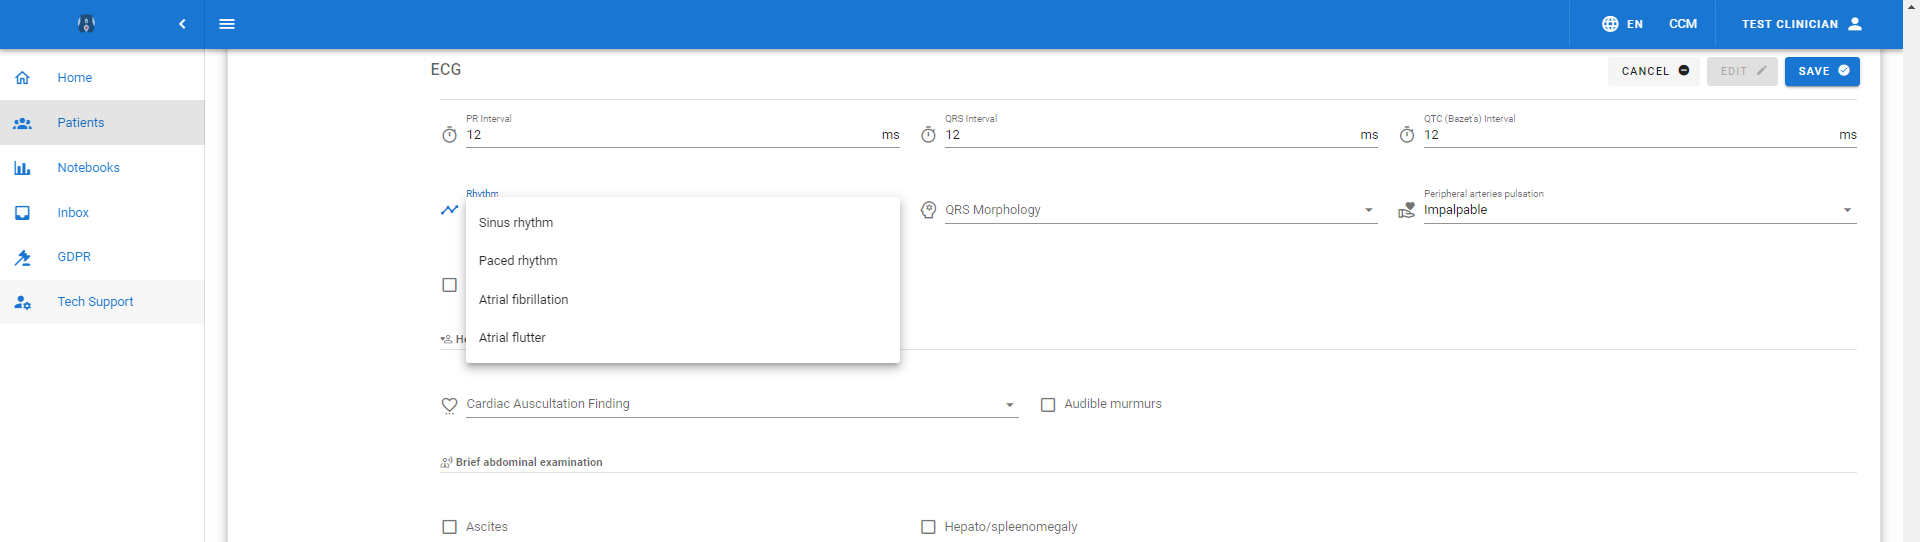 EN CCM TEST CLINICIAN
Home
Patients
Notebooks
Inbox
GDPR
Tech Support
ECG
CANCEL EDIT SAVE
PR Interval QRS Interval QTC (Bazet's) Interval
12 ms 12 ms 12 ms
Rhythm Peripheral arteries pulsation
QRS Morphology Impalpable
Sinus rhythm
Paced rhythm
Atrial fibrillation
Atrial flutter
Cardiac Auscultation Finding Audible murmurs
Brief abdominal examination
Ascites Hepato/spleenomegaly